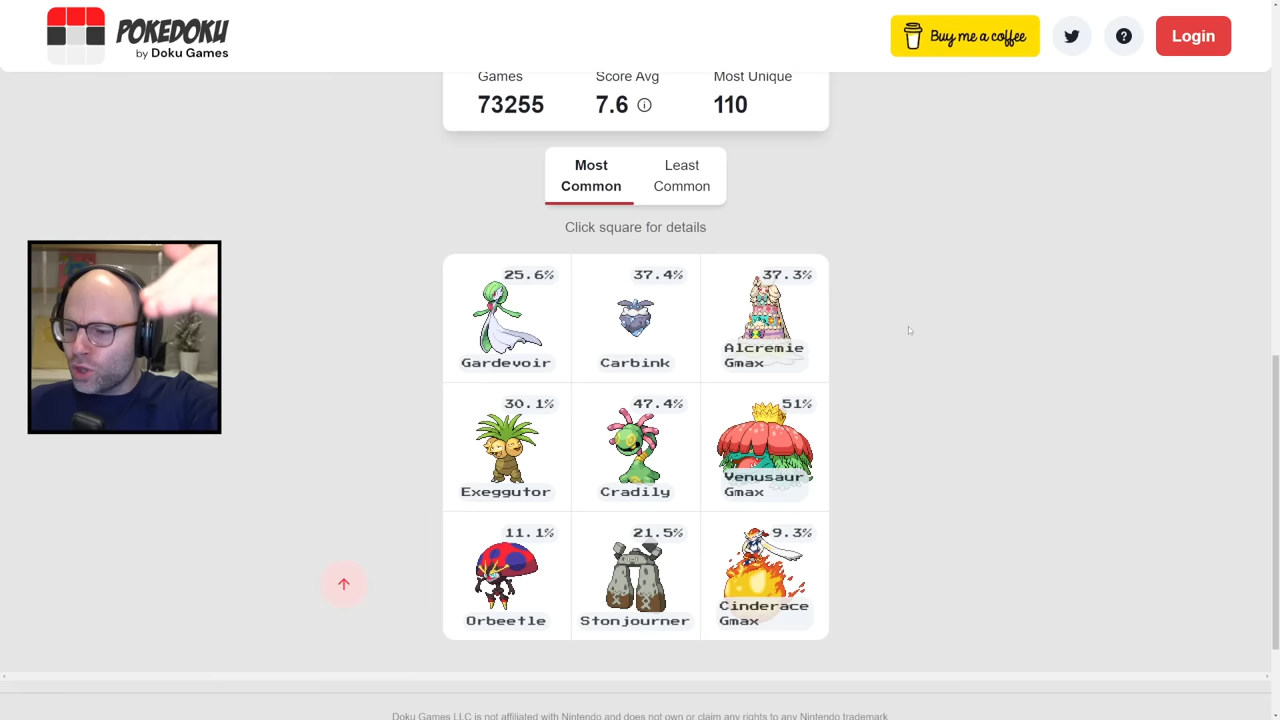 POKEDOKU
by Doku Games
Buy me a coffee
Login
Games
Score Avg
Most Unique
73255
7.6
110
Most
Common
Least
Common
Click square for details
25.6%
37.4%
37.3%
Gardevoir
Carbink
Alcremie
Gmax
30.1%
47.4%
51%
Exeggutor
Cradily
Venusaur
Gmax
11.1%
21.5%
9.3%
Orbeetle
Stonjourner
Cinderace
Gmax
Doku Games LLC is not affiliated with Nintendo and does not own or claim any rights to any Nintendo trademark